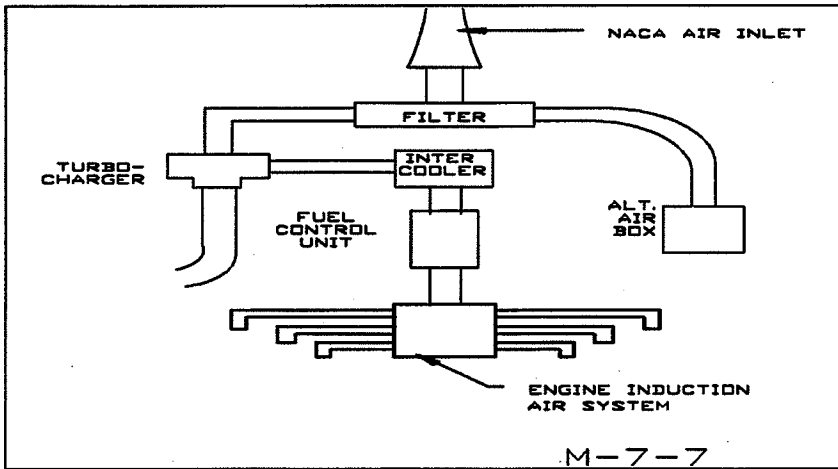 NACA AIR INLET
FILTER
TURBO-
CHARGER
INTER
COOLER
FUEL
CONTROL
UNIT
ALT.
AIR
BOX
ENGINE INDUCTION
AIR SYSTEM
M-7-7